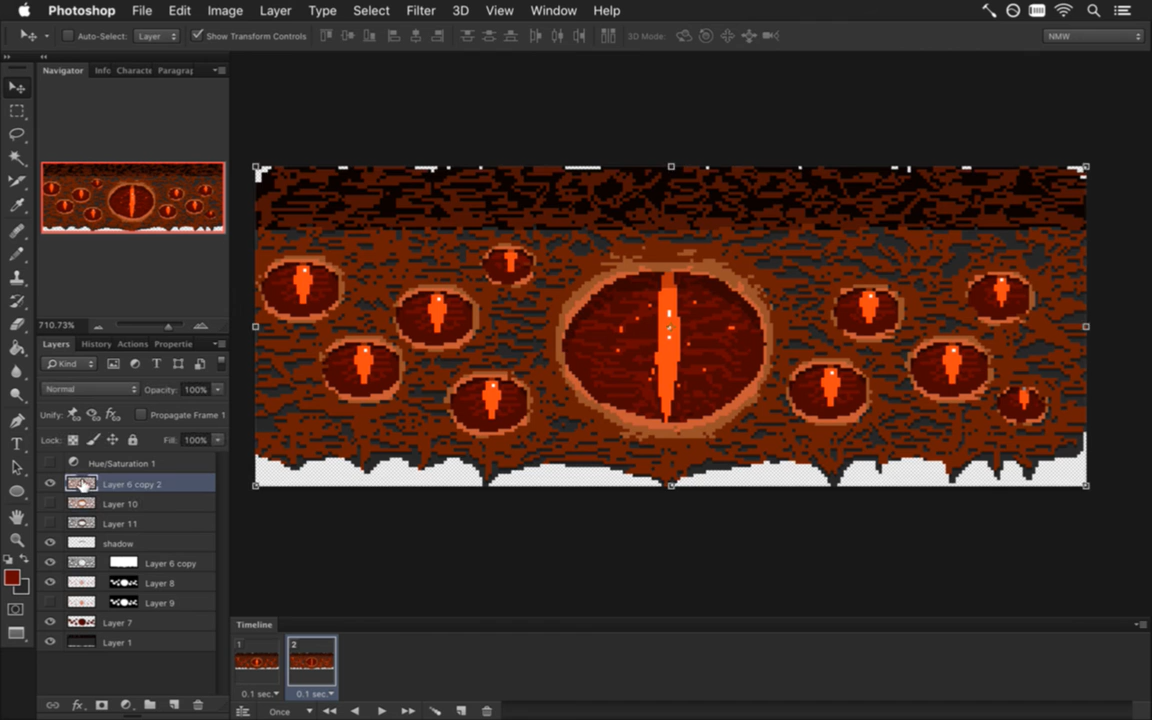 Photoshop File Edit Image Layer Type Select Filter 3D View Window Help
Auto-Select: Layer Show Transform Controls 3D Mode: NMW
Navigator Info Characte Paragrap
710.73%
Layers History Actions Propertie
Kind
Normal Opacity: 100%
Unify: Propagate Frame 1
Lock: Fill: 100%
Hue/Saturation 1
Layer 6 copy 2
Layer 10
Layer 11
shadow
Layer 6 copy
Layer 8
Layer 9
Layer 7
Layer 1
Timeline
1 2
0.1 sec. 0.1 sec.
Once